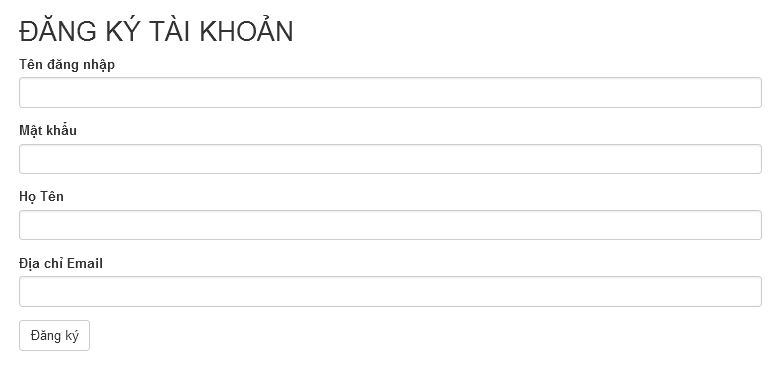 ĐĂNG KÝ TÀI KHOẢN
Tên đăng nhập
Mật khẩu
Họ Tên
Địa chỉ Email
Đăng ký